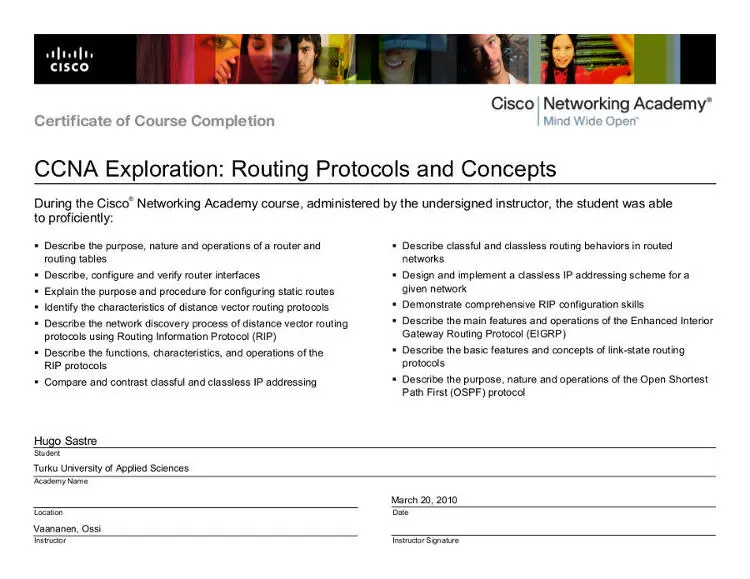 CISCO
Cisco | Networking Academy®
Mind Wide Open™
Certificate of Course Completion
CCNA Exploration: Routing Protocols and Concepts
During the Cisco® Networking Academy course, administered by the undersigned instructor, the student was able
to proficiently:
▪ Describe the purpose, nature and operations of a router and
routing tables
▪ Describe, configure and verify router interfaces
▪ Explain the purpose and procedure for configuring static routes
▪ Identify the characteristics of distance vector routing protocols
▪ Describe the network discovery process of distance vector routing
protocols using Routing Information Protocol (RIP)
▪ Describe the functions, characteristics, and operations of the
RIP protocols
▪ Compare and contrast classful and classless IP addressing
▪ Describe classful and classless routing behaviors in routed
networks
▪ Design and implement a classless IP addressing scheme for a
given network
▪ Demonstrate comprehensive RIP configuration skills
▪ Describe the main features and operations of the Enhanced Interior
Gateway Routing Protocol (EIGRP)
▪ Describe the basic features and concepts of link-state routing
protocols
▪ Describe the purpose, nature and operations of the Open Shortest
Path First (OSPF) protocol
Hugo Sastre
Student
Turku University of Applied Sciences
Academy Name
March 20, 2010
Location
Date
Vaananen, Ossi
Instructor
Instructor Signature